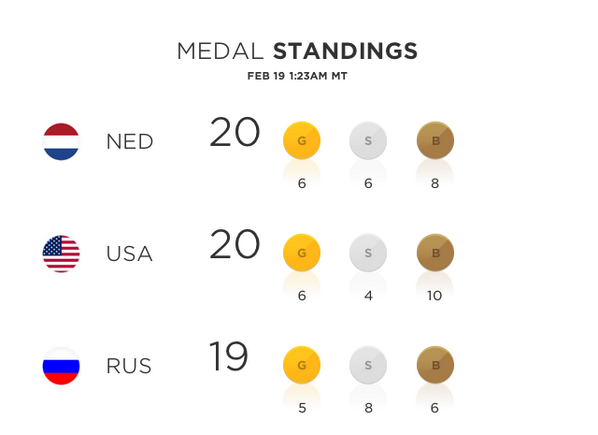 MEDAL STANDINGS
FEB 19 1:23AM MT
NED 20 G S B
6 6 8
USA 20 G S B
6 4 10
RUS 19 G S B
5 8 6